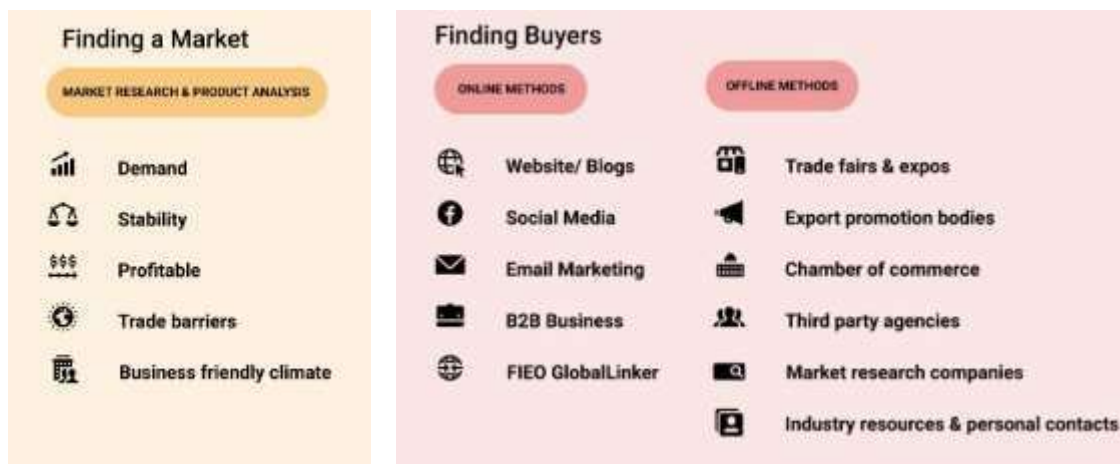 Finding a Market
MARKET RESEARCH & PRODUCT ANALYSIS
Demand
Stability
$$$
Profitable
Trade barriers
Business friendly climate
Finding Buyers
ONLINE METHODS
Website/ Blogs
Social Media
Email Marketing
B2B Business
FIEO GlobalLinker
OFFLINE METHODS
Trade fairs & expos
Export promotion bodies
Chamber of commerce
Third party agencies
Market research companies
Industry resources & personal contacts